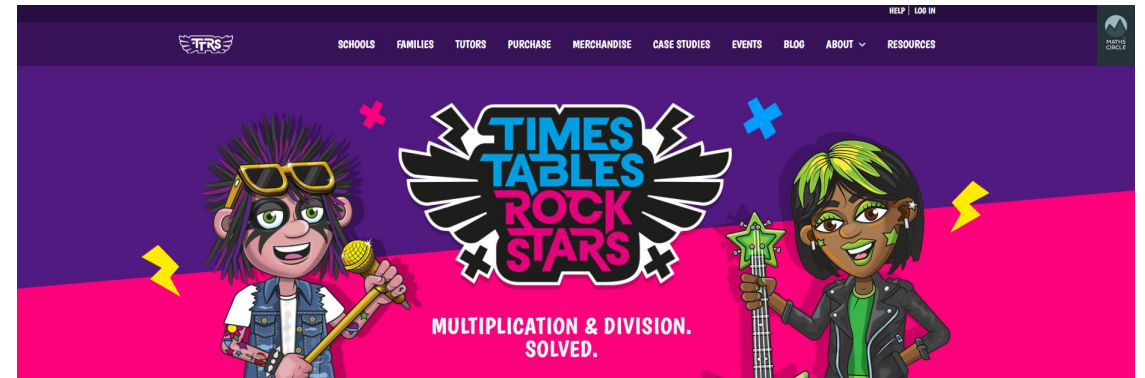 HELP | LOG IN
TTRS SCHOOLS FAMILIES TUTORS PURCHASE MERCHANDISE CASE STUDIES EVENTS BLOG ABOUT RESOURCES
MATHS
CIRCLE
TIMES
TABLES
ROCK
STARS
MULTIPLICATION & DIVISION.
SOLVED.